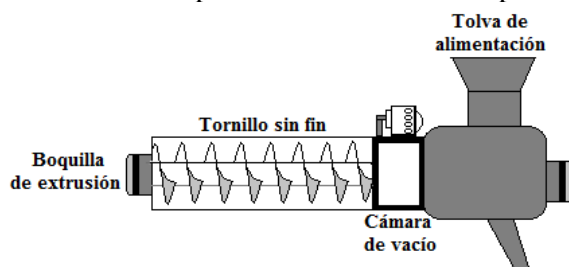 Tolva de
alimentación
Tornillo sin fin
Boquilla
de extrusión
Cámara
de vacío